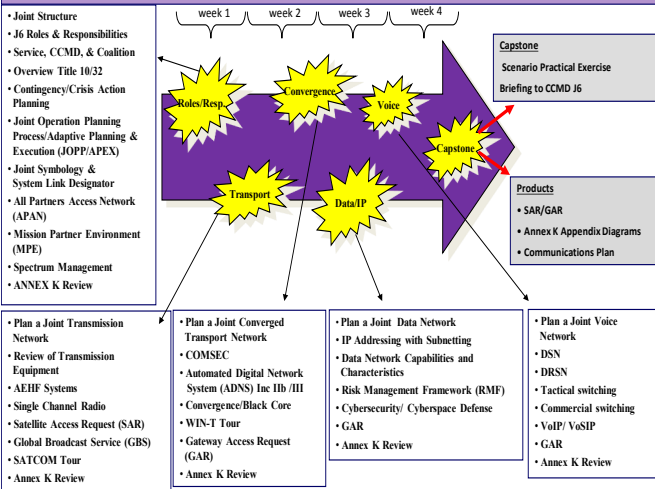 week 1
week 2
week 3
week 4
• Joint Structure
• J6 Roles & Responsibilities
• Service, CCMD, & Coalition
• Overview Title 10/32
• Contingency/Crisis Action
Planning
• Joint Operation Planning
Process/Adaptive Planning &
Execution (JOPP/APEX)
• Joint Symbology &
System Link Designator
• All Partners Access Network
(APAN)
• Mission Partner Environment
(MPE)
• Spectrum Management
• ANNEX K Review
Roles/Resp.
Convergence
Voice
Capstone
Transport
Data/IP
Capstone
Scenario Practical Exercise
Briefing to CCMD J6
Products
• SAR/GAR
• Annex K Appendix Diagrams
• Communications Plan
• Plan a Joint Transmission
Network
• Review of Transmission
Equipment
• AEHF Systems
• Single Channel Radio
• Satellite Access Request (SAR)
• Global Broadcast Service (GBS)
• SATCOM Tour
• Annex K Review
• Plan a Joint Converged
Transport Network
• COMSEC
• Automated Digital Network
System (ADNS) Inc IIb /III
• Convergence/Black Core
• WIN-T Tour
• Gateway Access Request
(GAR)
• Annex K Review
• Plan a Joint Data Network
• IP Addressing with Subnetting
• Data Network Capabilities and
Characteristics
• Risk Management Framework (RMF)
• Cybersecurity/ Cyberspace Defense
• GAR
• Annex K Review
• Plan a Joint Voice
Network
• DSN
• DRSN
• Tactical switching
• Commercial switching
• VoIP/ VoSIP
• GAR
• Annex K Review